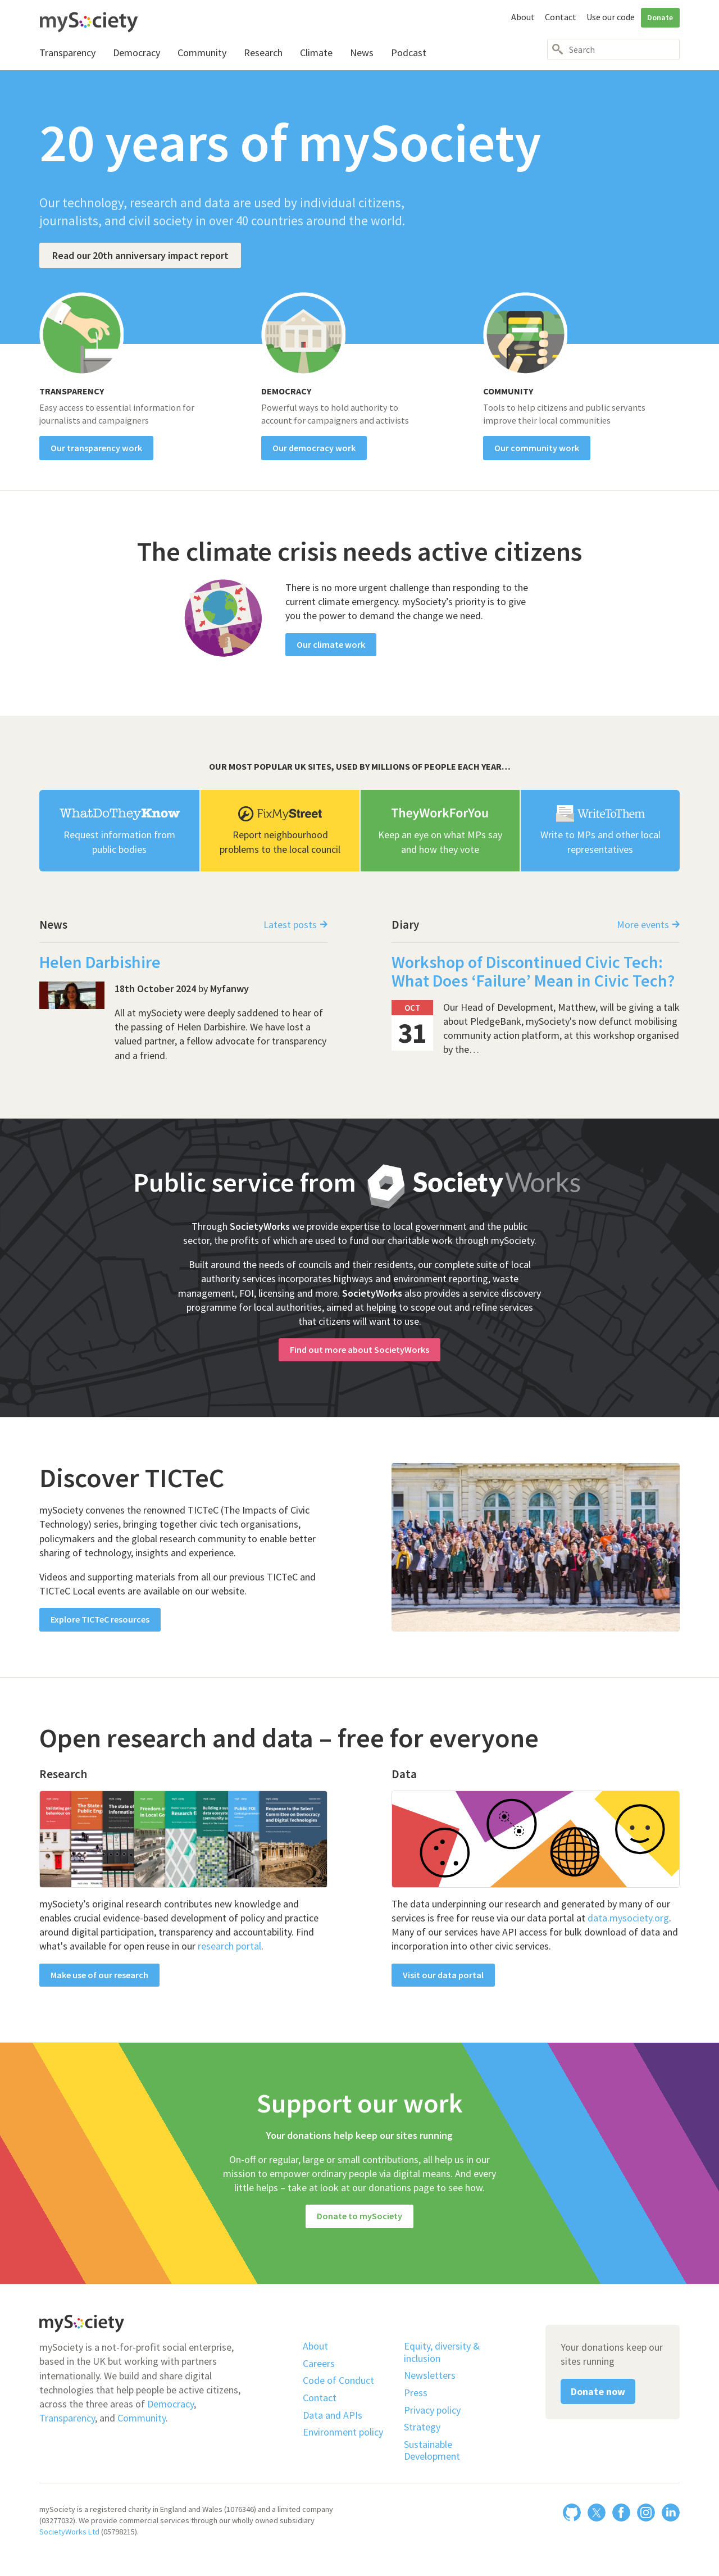 mySociety
About Contact Use our code Donate
Transparency Democracy Community Research Climate News Podcast
Search
20 years of mySociety
Our technology, research and data are used by individual citizens,
journalists, and civil society in over 40 countries around the world.
Read our 20th anniversary impact report
TRANSPARENCY
Easy access to essential information for
journalists and campaigners
Our transparency work
DEMOCRACY
Powerful ways to hold authority to
account for campaigners and activists
Our democracy work
COMMUNITY
Tools to help citizens and public servants
improve their local communities
Our community work
The climate crisis needs active citizens
There is no more urgent challenge than responding to the
current climate emergency. mySociety’s priority is to give
you the power to demand the change we need.
Our climate work
OUR MOST POPULAR UK SITES, USED BY MILLIONS OF PEOPLE EACH YEAR…
WhatDoTheyKnow
Request information from
public bodies
FixMyStreet
Report neighbourhood
problems to the local council
TheyWorkForYou
Keep an eye on what MPs say
and how they vote
WriteToThem
Write to MPs and other local
representatives
News
Latest posts
Helen Darbishire
18th October 2024 by Myfanwy
All at mySociety were deeply saddened to hear of
the passing of Helen Darbishire. We have lost a
valued partner, a fellow advocate for transparency
and a friend.
Diary
More events
Workshop of Discontinued Civic Tech:
What Does ‘Failure’ Mean in Civic Tech?
OCT
31
Our Head of Development, Matthew, will be giving a talk
about PledgeBank, mySociety's now defunct mobilising
community action platform, at this workshop organised
by the…
Public service from SocietyWorks
Through SocietyWorks we provide expertise to local government and the public
sector, the profits of which are used to fund our charitable work through mySociety.
Built around the needs of councils and their residents, our complete suite of local
authority services incorporates highways and environment reporting, waste
management, FOI, licensing and more. SocietyWorks also provides a service discovery
programme for local authorities, aimed at helping to scope out and refine services
that citizens will want to use.
Find out more about SocietyWorks
Discover TICTeC
mySociety convenes the renowned TICTeC (The Impacts of Civic
Technology) series, bringing together civic tech organisations,
policymakers and the global research community to enable better
sharing of technology, insights and experience.
Videos and supporting materials from all our previous TICTeC and
TICTeC Local events are available on our website.
Explore TICTeC resources
Open research and data – free for everyone
Research
Response to the Select
Committee on Democracy
and Digital Technologies
mySociety’s original research contributes new knowledge and
enables crucial evidence-based development of policy and practice
around digital participation, transparency and accountability. Find
what's available for open reuse in our research portal.
Make use of our research
Data
The data underpinning our research and generated by many of our
services is free for reuse via our data portal at data.mysociety.org.
Many of our services have API access for bulk download of data and
incorporation into other civic services.
Visit our data portal
Support our work
Your donations help keep our sites running
On-off or regular, large or small contributions, all help us in our
mission to empower ordinary people via digital means. And every
little helps – take at look at our donations page to see how.
Donate to mySociety
mySociety
mySociety is a not-for-profit social enterprise,
based in the UK but working with partners
internationally. We build and share digital
technologies that help people be active citizens,
across the three areas of Democracy,
Transparency, and Community.
About
Careers
Code of Conduct
Contact
Data and APIs
Environment policy
Equity, diversity &
inclusion
Newsletters
Press
Privacy policy
Strategy
Sustainable
Development
Your donations keep our
sites running
Donate now
mySociety is a registered charity in England and Wales (1076346) and a limited company
(03277032). We provide commercial services through our wholly owned subsidiary
SocietyWorks Ltd (05798215).